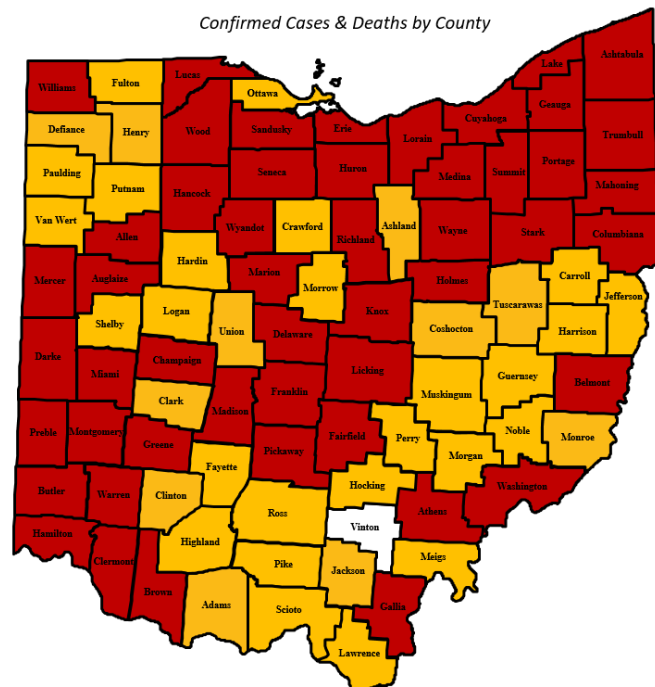 Confirmed Cases & Deaths by County
Ashtabula
Lake
Lucas
Williams
Fulton
Ottawa
Geauga
Cuyahoga
Defiance
Henry
Wood
Sandusky
Erie
Lorain
Trumbull
Portage
Summit
Medina
Huron
Seneca
Paulding
Putnam
Hancock
Mahoning
Van Wert
Allen
Wyandot
Crawford
Richland
Ashland
Wayne
Stark
Columbiana
Hardin
Mercer
Auglaize
Marion
Morrow
Holmes
Carroll
Jefferson
Tuscarawas
Knox
Logan
Shelby
Union
Delaware
Coshocton
Harrison
Darke
Miami
Champaign
Licking
Guernsey
Belmont
Clark
Madison
Franklin
Muskingum
Preble
Montgomery
Greene
Pickaway
Fairfield
Perry
Noble
Monroe
Morgan
Fayette
Hocking
Washington
Butler
Warren
Clinton
Ross
Athens
Vinton
Hamilton
Highland
Clermont
Pike
Meigs
Jackson
Brown
Adams
Scioto
Gallia
Lawrence